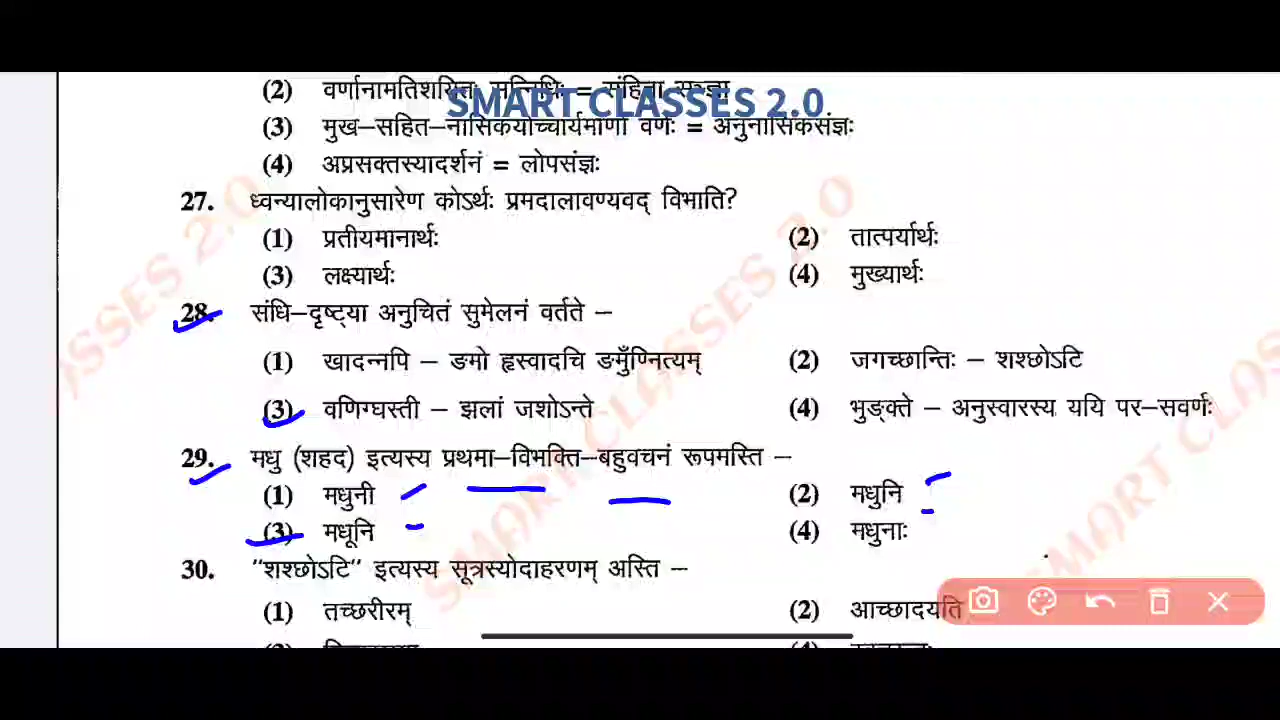 (2) वर्णानामतिशयितः सन्निधिः = संहिता सञ्ज्ञा
SMART CLASSES 2.0
(3) मुख–सहित–नासिकयोच्चार्यमाणो वर्णः = अनुनासिकसंज्ञः
(4) अप्रसक्तस्यादर्शनं = लोपसंज्ञः
27. ध्वन्यालोकानुसारेण कोऽर्थः प्रमदालावण्यवद् विभाति?
(1) प्रतीयमानार्थः (2) तात्पर्यार्थः
(3) लक्ष्यार्थः (4) मुख्यार्थः
28. संधि–दृष्ट्या अनुचितं सुमेलनं वर्तते –
(1) खादन्नपि – ङमो हृस्वादचि ङमुँण्नित्यम् (2) जगच्छान्तिः – शश्छोऽटि
(3) वणिग्घस्ती – झलां जशोऽन्ते (4) भुङ्क्ते – अनुस्वारस्य ययि पर–सवर्णः
29. मधु (शहद) इत्यस्य प्रथमा–विभक्ति–बहुवचनं रूपमस्ति –
(1) मधुनी (2) मधुनि
(3) मधूनि (4) मधुनाः
30. "शश्छोऽटि" इत्यस्य सूत्रस्योदाहरणम् अस्ति –
(1) तच्छरीरम् (2) आच्छादयति